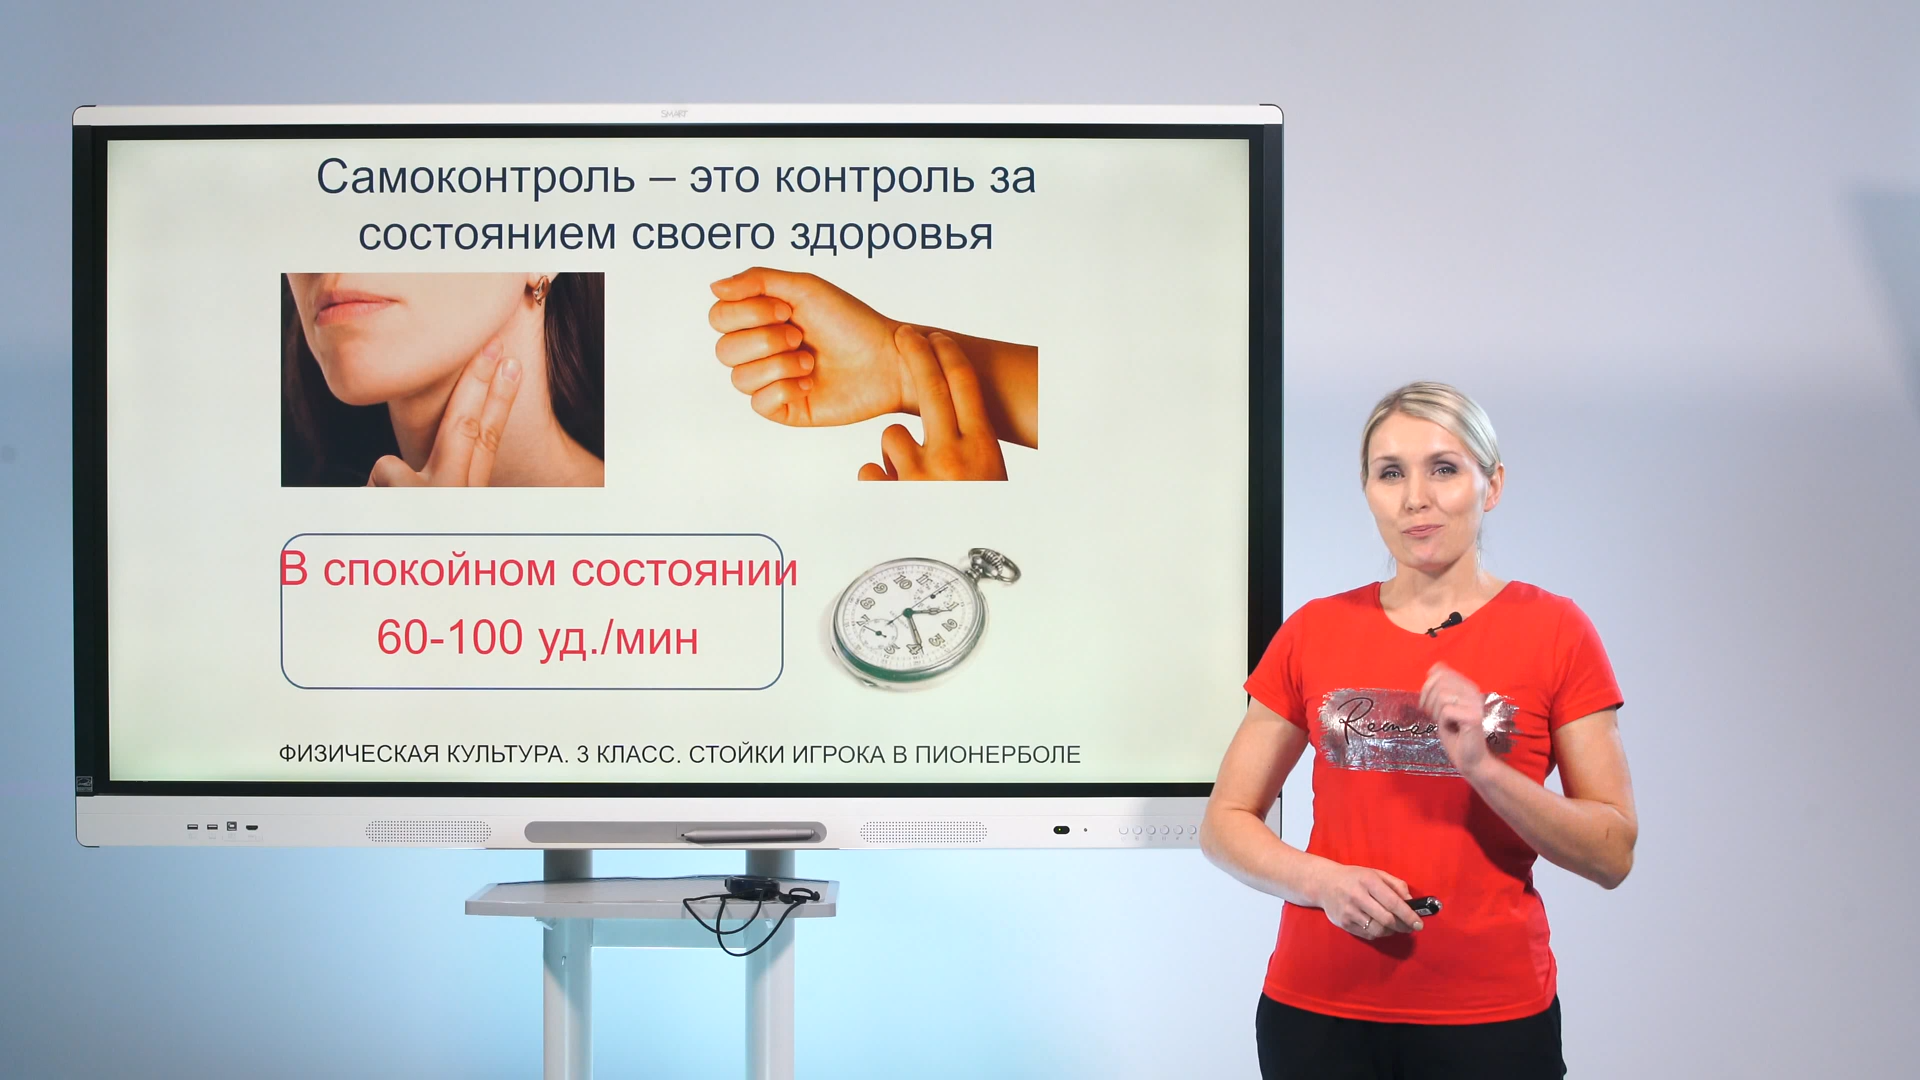 SMART
Самоконтроль – это контроль за
состоянием своего здоровья
В спокойном состоянии
60-100 уд./мин
ФИЗИЧЕСКАЯ КУЛЬТУРА. 3 КЛАСС. СТОЙКИ ИГРОКА В ПИОНЕРБОЛЕ